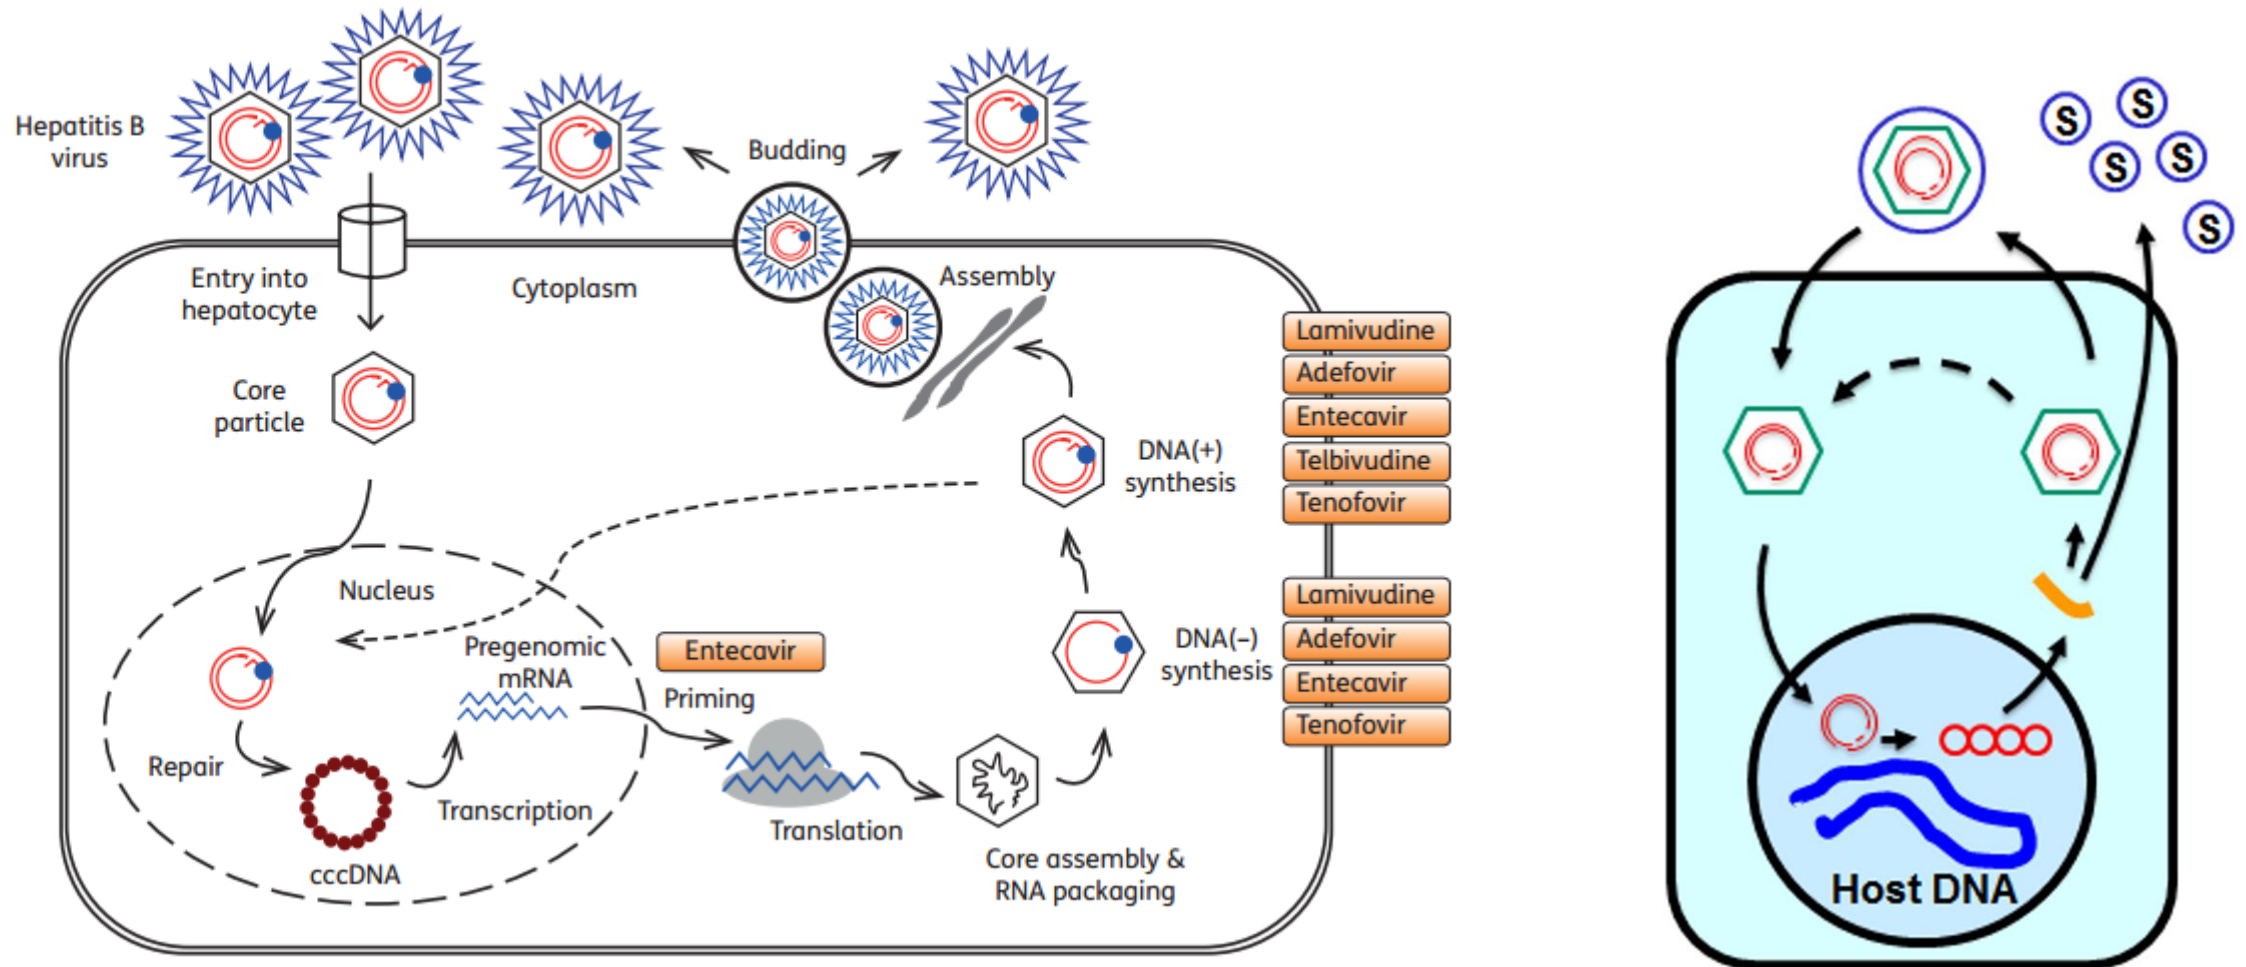 Hepatitis B
virus
Budding
Entry into
hepatocyte
Cytoplasm
Assembly
Core
particle
DNA(+)
synthesis
Lamivudine
Adefovir
Entecavir
Telbivudine
Tenofovir
Nucleus
Pregenomic
mRNA
Entecavir
Priming
DNA(–)
synthesis
Lamivudine
Adefovir
Entecavir
Tenofovir
Repair
Transcription
cccDNA
Translation
Core assembly &
RNA packaging
S
S
S
S
S
Host DNA